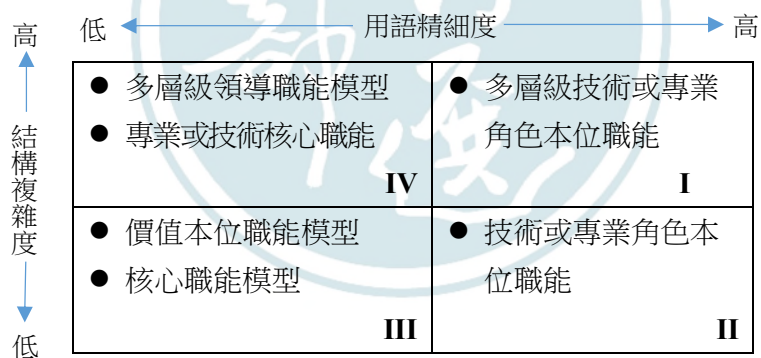 低 用語精細度 高
高
● 多層級領導職能模型
● 專業或技術核心職能
IV
● 多層級技術或專業
角色本位職能
I
結構複雜度
● 價值本位職能模型
● 核心職能模型
III
● 技術或專業角色本
位職能
II
低